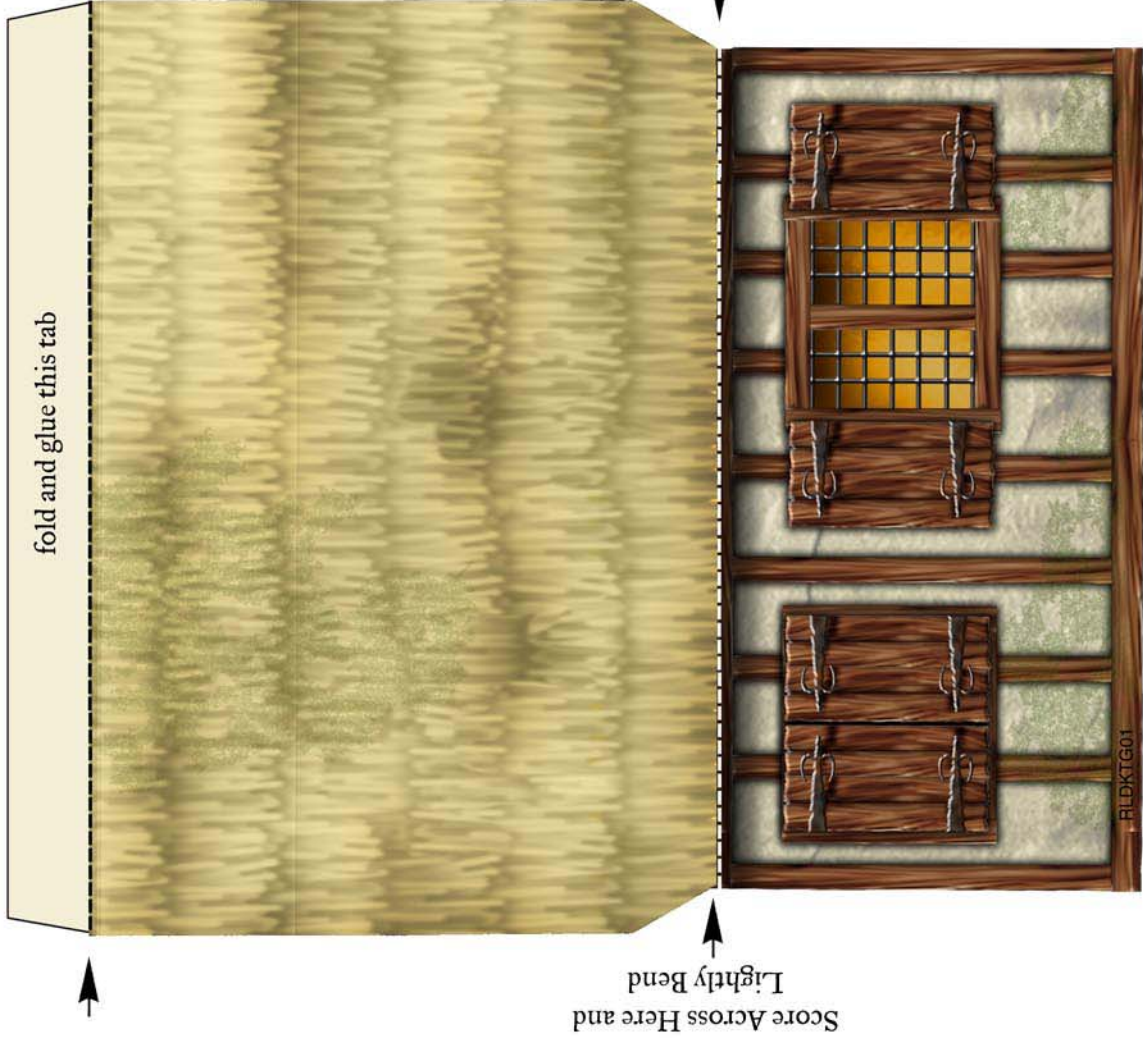 fold and glue this tab
Score Across Here and
Lightly Bend
RLDKTG01